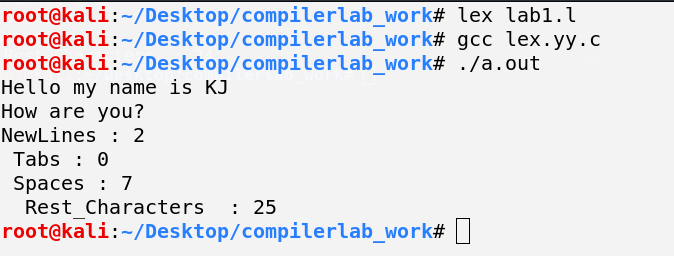 root@kali:~/Desktop/compilerlab_work# lex lab1.l
root@kali:~/Desktop/compilerlab_work# gcc lex.yy.c
root@kali:~/Desktop/compilerlab_work# ./a.out
Hello my name is KJ
How are you?
NewLines : 2
 Tabs : 0
 Spaces : 7
  Rest_Characters  : 25
root@kali:~/Desktop/compilerlab_work#